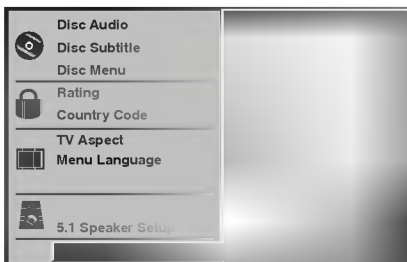 Disc Audio
Disc Subtitle
Disc Menu
Rating
Country Code
TV Aspect
Menu Language
5.1 Speaker Setup